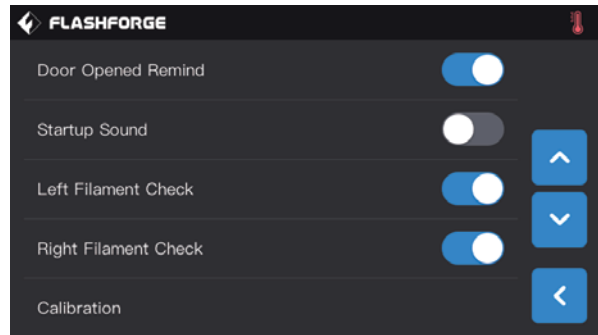 FLASHFORGE
Door Opened Remind
Startup Sound
Left Filament Check
Right Filament Check
Calibration